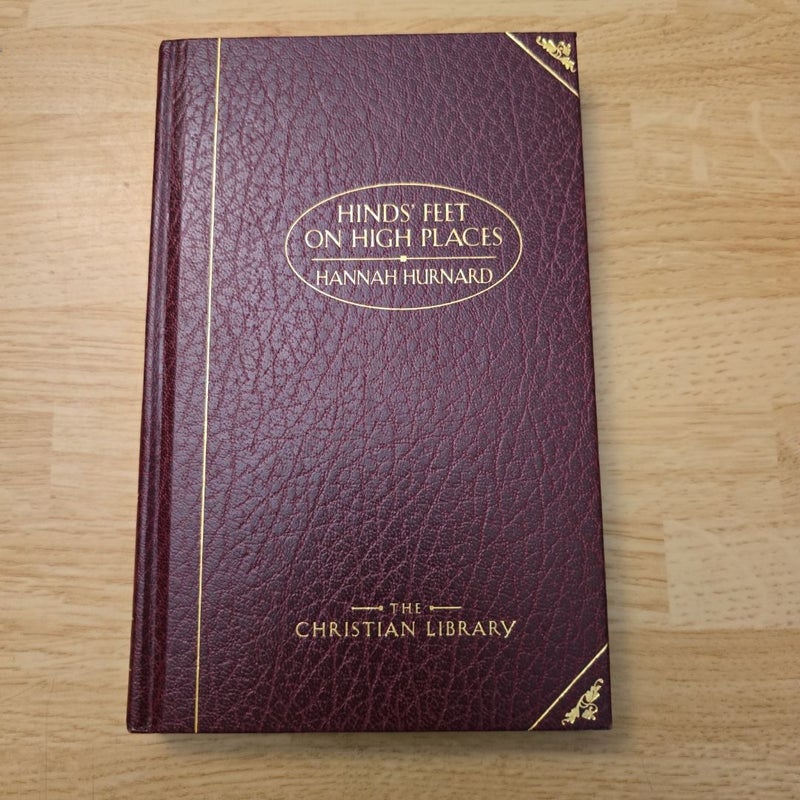 HINDS' FEET
ON HIGH PLACES
HANNAH HURNARD
THE
CHRISTIAN LIBRARY